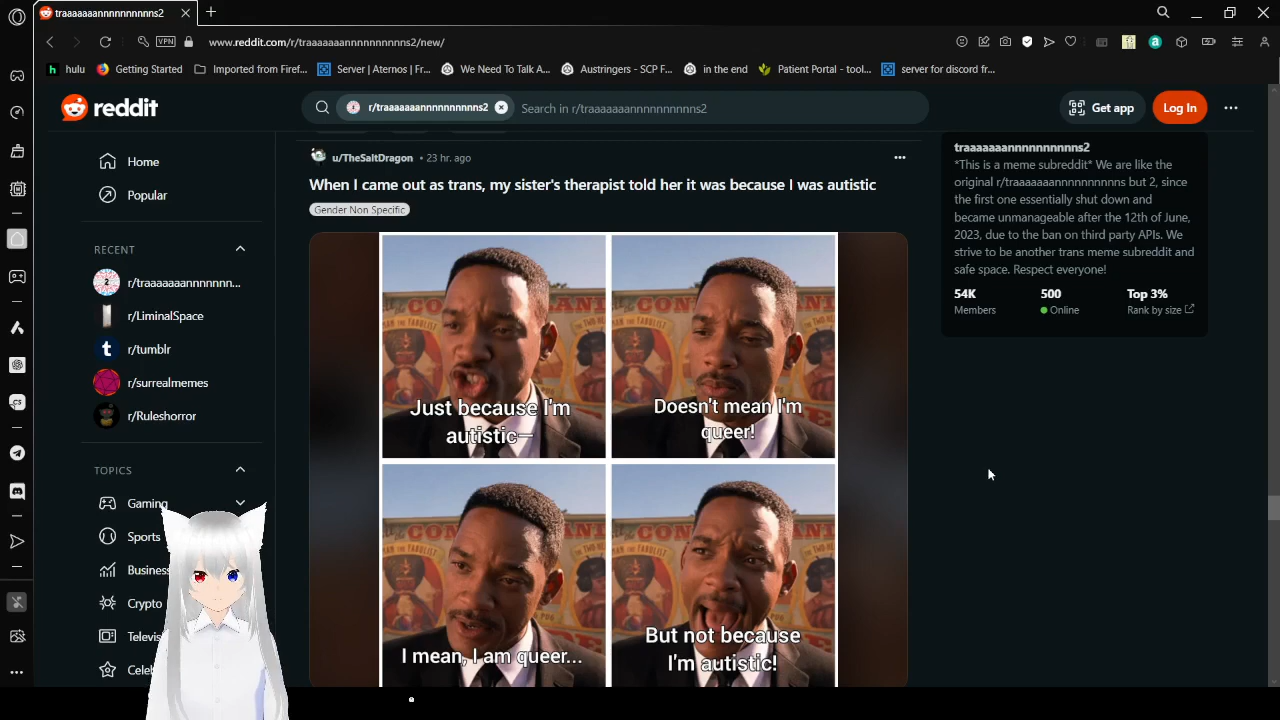 traaaaaaannnnnnnnnns2
VPN
www.reddit.com/r/traaaaaaannnnnnnnnns2/new/
hulu
Getting Started
Imported from Firef...
Server | Aternos | Fr...
We Need To Talk A...
Austringers - SCP F...
in the end
Patient Portal - tool...
server for discord fr...
reddit
r/traaaaaaannnnnnnnnns2
Search in r/traaaaaaannnnnnnnnns2
Get app
Log In
Home
Popular
RECENT
r/traaaaaaannnnnnn...
r/LiminalSpace
r/tumblr
r/surrealmemes
r/Ruleshorror
TOPICS
Gaming
Sports
Business
Crypto
Televis
Celeb
u/TheSaltDragon • 23 hr. ago
When I came out as trans, my sister's therapist told her it was because I was autistic
Gender Non Specific
Just because I'm
autistic—
Doesn't mean I'm
queer!
I mean, I am queer...
But not because
I'm autistic!
traaaaaaannnnnnnnnns2
*This is a meme subreddit* We are like the
original r/traaaaaaannnnnnnnnns but 2, since
the first one essentially shut down and
became unmanageable after the 12th of June,
2023, due to the ban on third party APIs. We
strive to be another trans meme subreddit and
safe space. Respect everyone!
54K
Members
500
Online
Top 3%
Rank by size